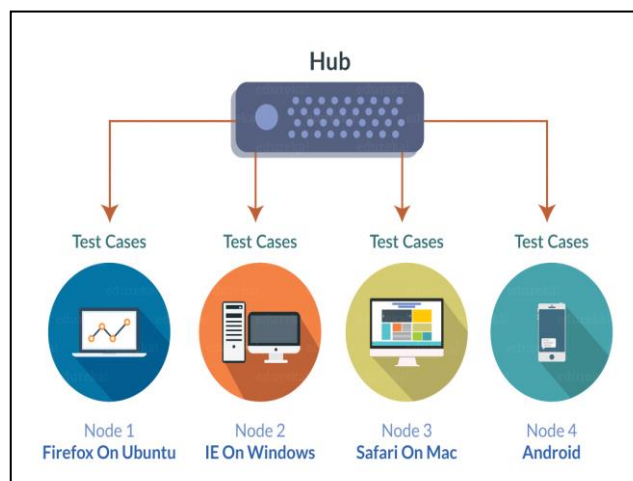 Hub
Test Cases
Test Cases
Test Cases
Test Cases
Node 1
Firefox On Ubuntu
Node 2
IE On Windows
Node 3
Safari On Mac
Node 4
Android